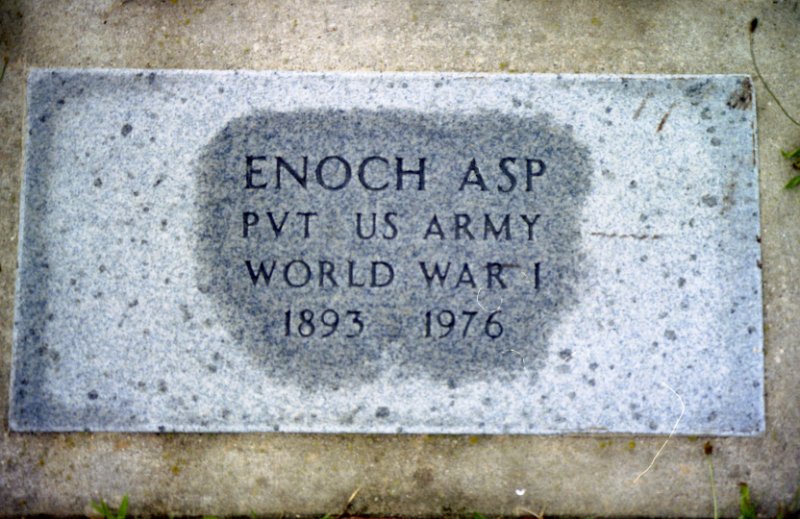 ENOCH ASP
PVT US ARMY
WORLD WAR I
1893 1976